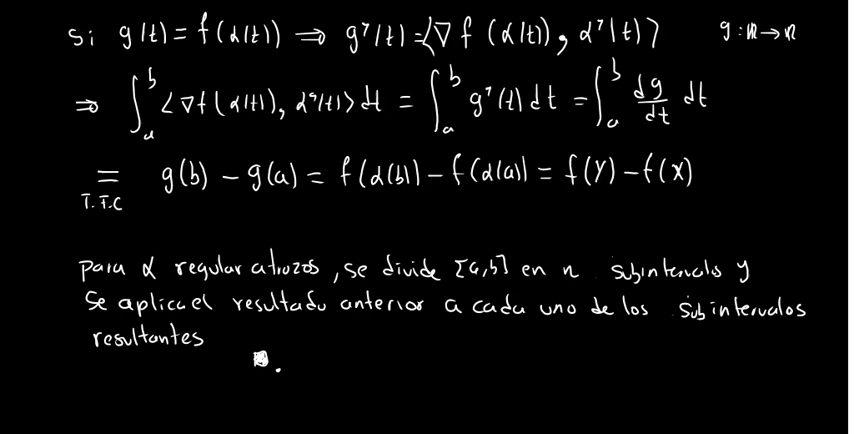 Si g(t) = f(α(t)) ⟹ g'(t) = ⟨∇f (α(t)), α'(t)⟩ g: ℝ → ℝ
⟹ ∫_a^b ⟨∇f(α(t)), α'(t)⟩ dt = ∫_a^b g'(t) dt = ∫_a^b dg/dt dt
=_{T.F.C} g(b) - g(a) = f(α(b)) - f(α(a)) = f(Y) - f(X)
para α regular a trozos, se divide [a,b] en n subintervalos y
se aplica el resultado anterior a cada uno de los subintervalos
resultantes